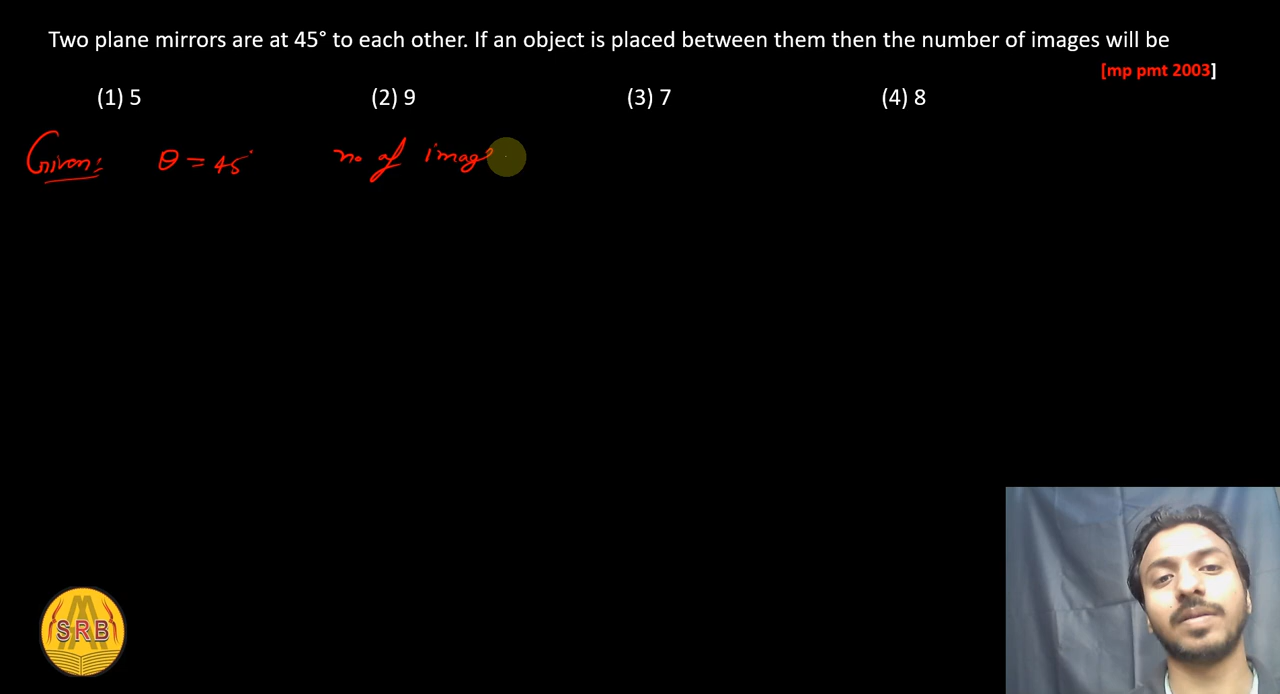 Two plane mirrors are at 45° to each other. If an object is placed between them then the number of images will be
[mp pmt 2003]
(1) 5 (2) 9 (3) 7 (4) 8
Given: θ = 45° no of image
SRB